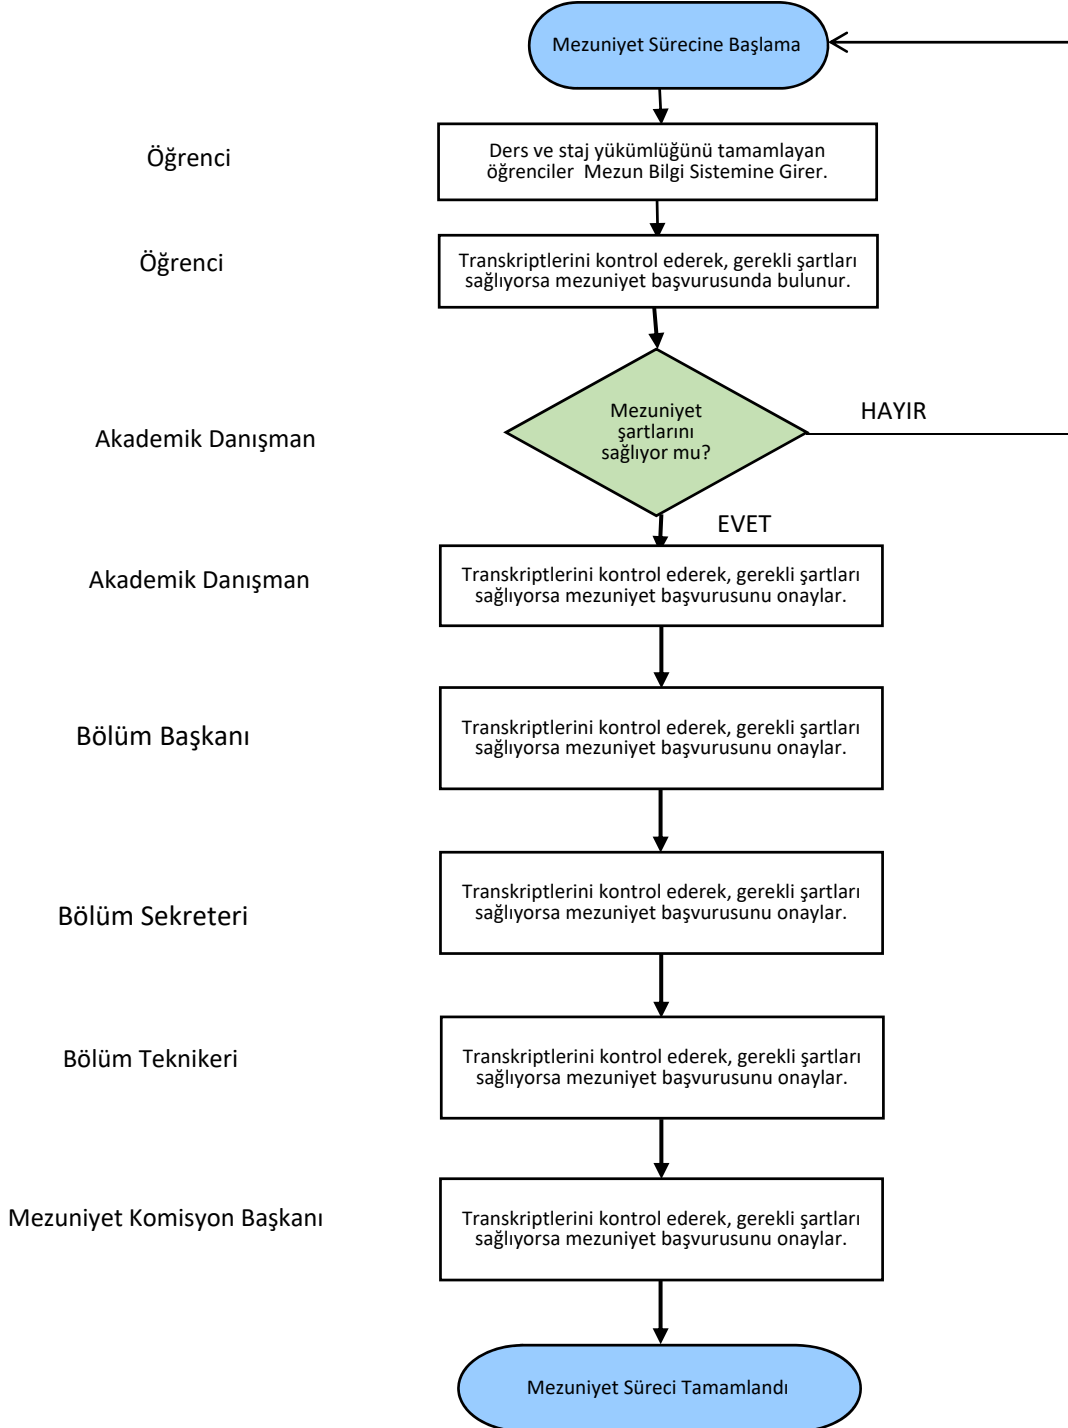 Mezuniyet Sürecine Başlama
Öğrenci
Ders ve staj yükümlüğünü tamamlayan
öğrenciler Mezun Bilgi Sistemine Girer.
Öğrenci
Transkriptlerini kontrol ederek, gerekli şartları
sağlıyorsa mezuniyet başvurusunda bulunur.
Akademik Danışman
Mezuniyet
şartlarını
sağlıyor mu?
HAYIR
EVET
Akademik Danışman
Transkriptlerini kontrol ederek, gerekli şartları
sağlıyorsa mezuniyet başvurusunu onaylar.
Bölüm Başkanı
Transkriptlerini kontrol ederek, gerekli şartları
sağlıyorsa mezuniyet başvurusunu onaylar.
Bölüm Sekreteri
Transkriptlerini kontrol ederek, gerekli şartları
sağlıyorsa mezuniyet başvurusunu onaylar.
Bölüm Teknikeri
Transkriptlerini kontrol ederek, gerekli şartları
sağlıyorsa mezuniyet başvurusunu onaylar.
Mezuniyet Komisyon Başkanı
Transkriptlerini kontrol ederek, gerekli şartları
sağlıyorsa mezuniyet başvurusunu onaylar.
Mezuniyet Süreci Tamamlandı